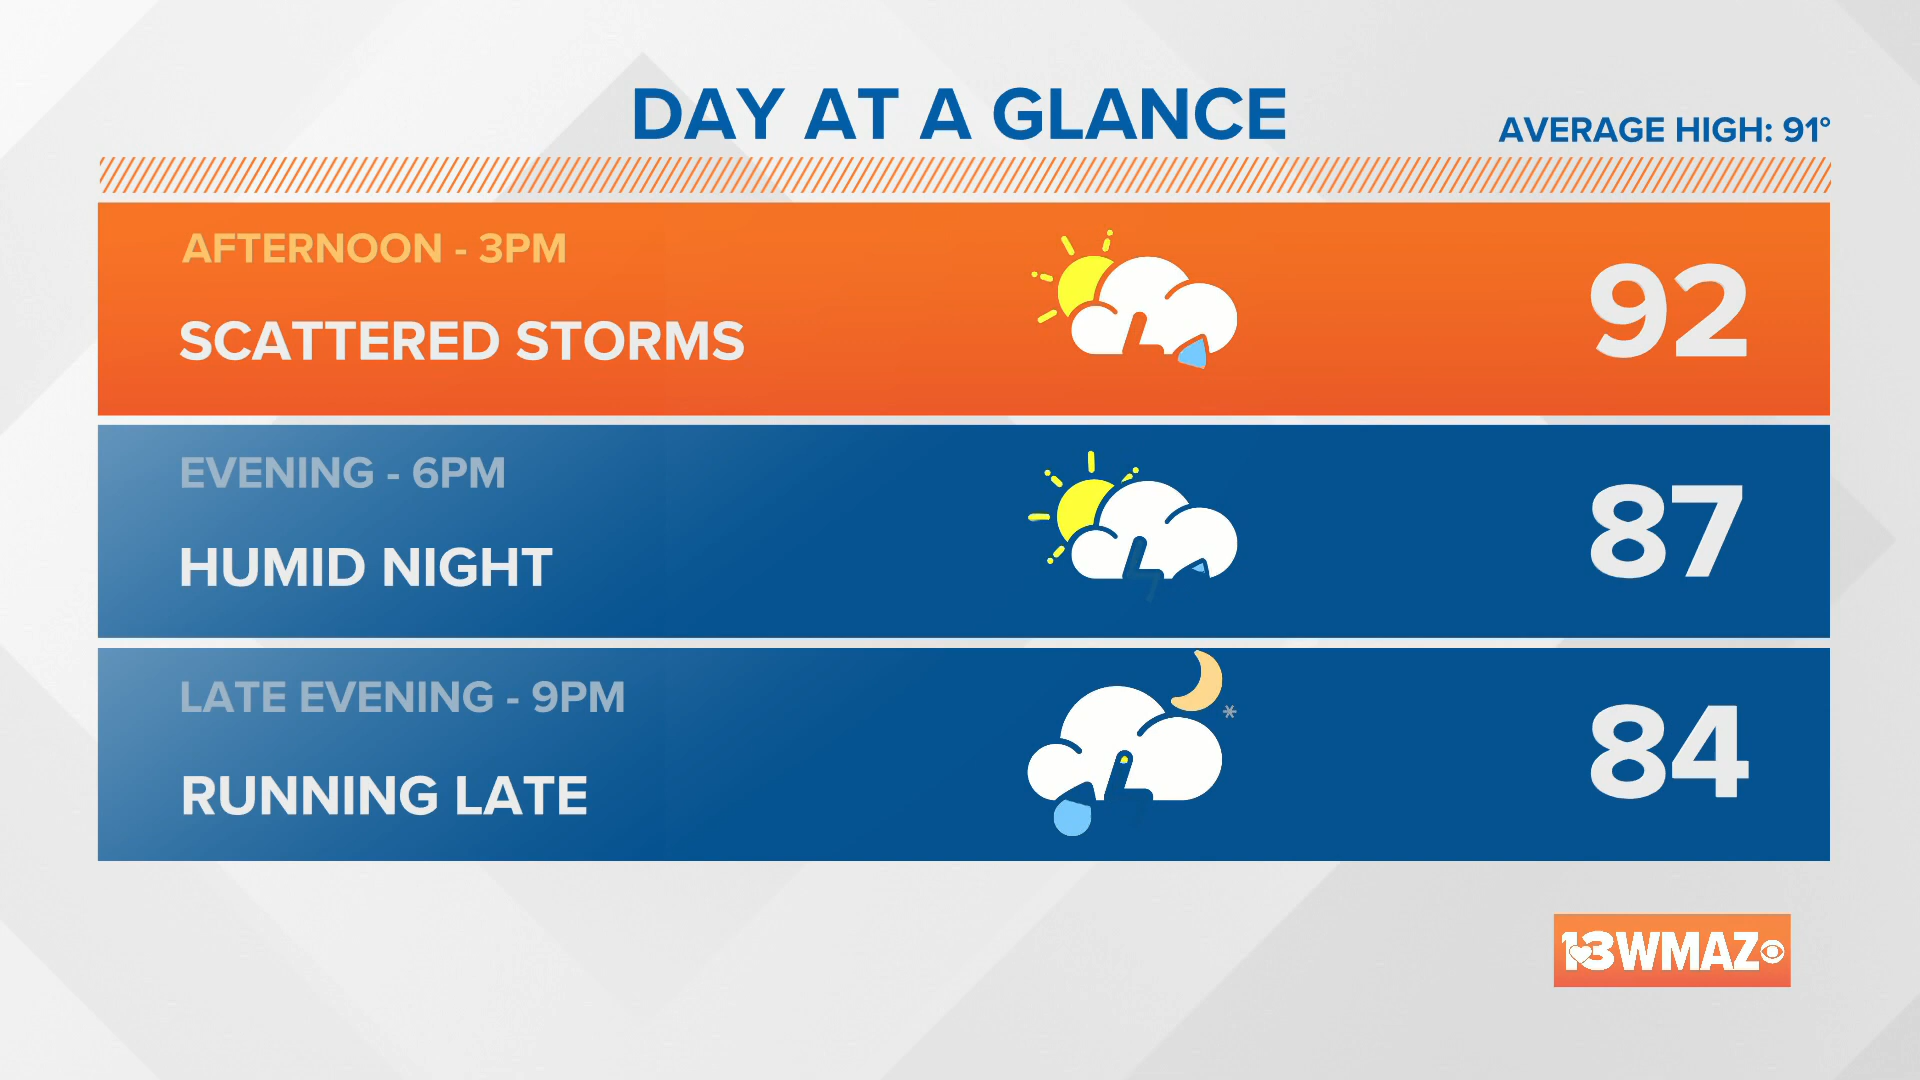 DAY AT A GLANCE
AVERAGE HIGH: 91°
AFTERNOON - 3PM
SCATTERED STORMS
92
EVENING - 6PM
HUMID NIGHT
87
LATE EVENING - 9PM
RUNNING LATE
84
13WMAZ